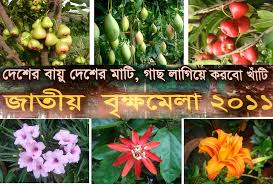 দেশের বায়ু দেশের মাটি, গাছ লাগিয়ে করবো খাঁটি
জাতীয় বৃক্ষমেলা ২০১১